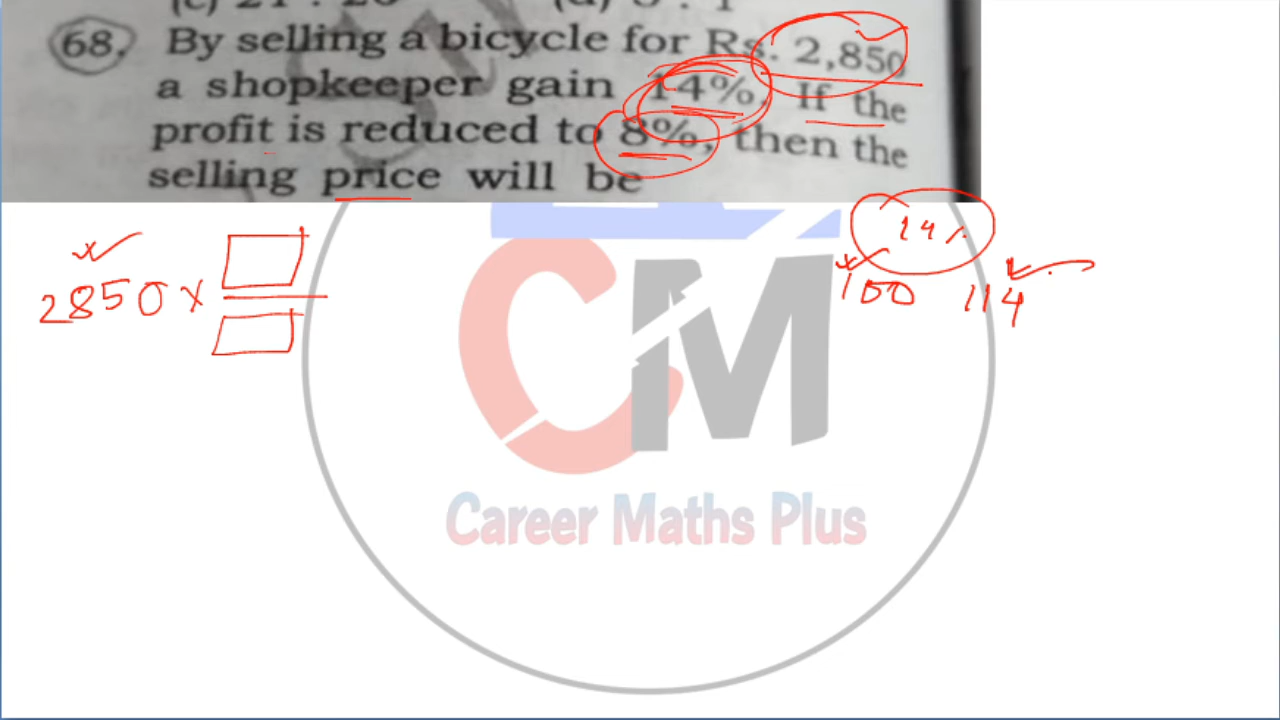 68. By selling a bicycle for Rs. 2,850
a shopkeeper gain 14%. If the
profit is reduced to 8%, then the
selling price will be
14%
100 114
2850 x
CM
Career Maths Plus